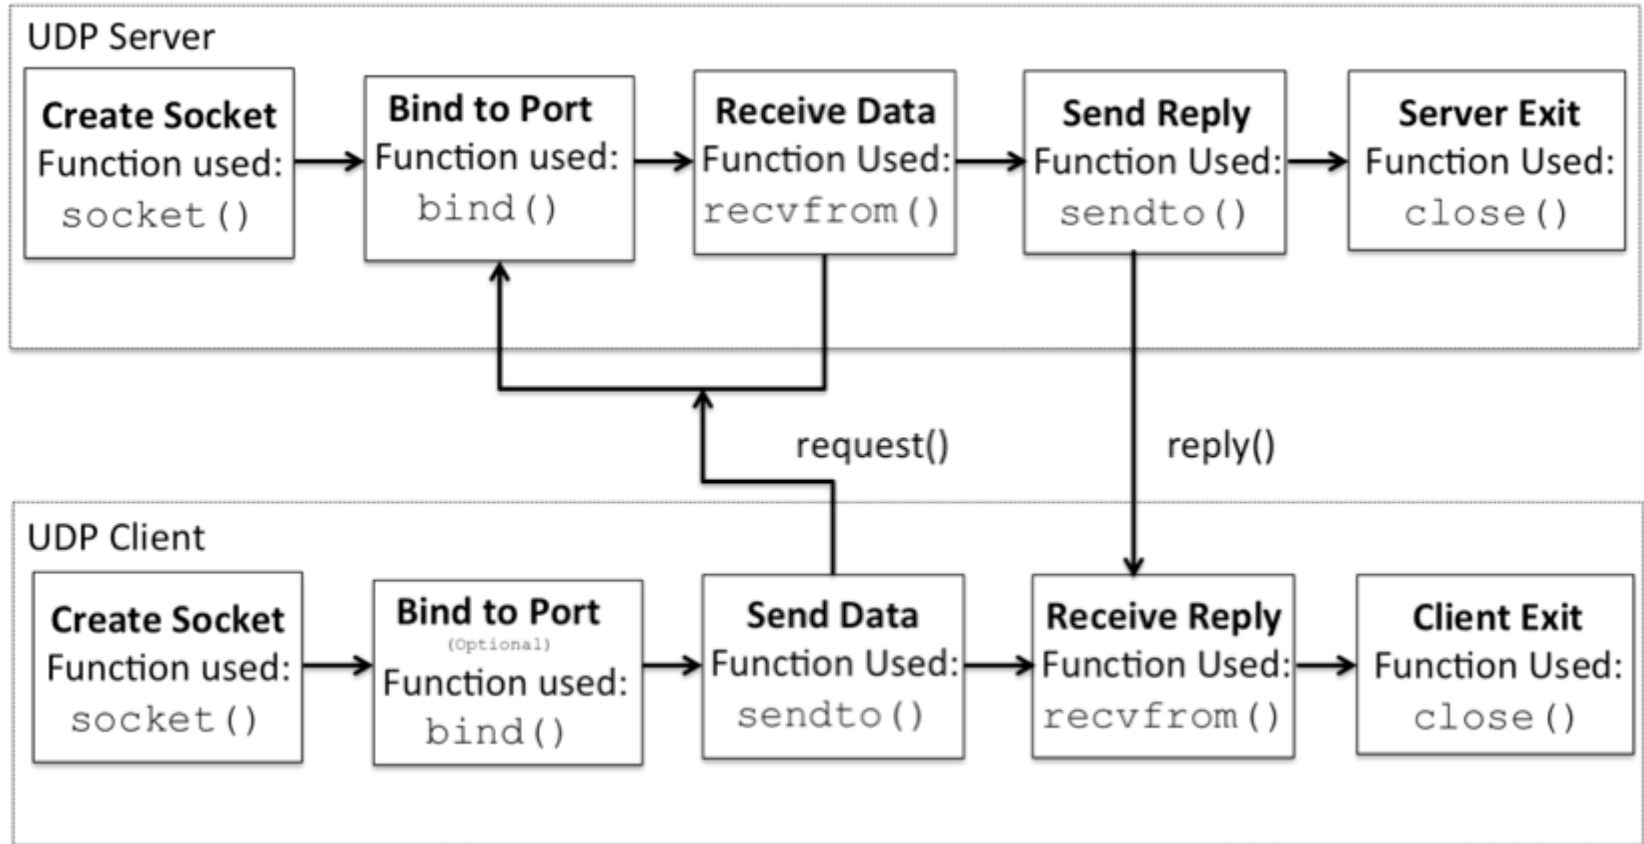 UDP Server
Create Socket
Function used:
socket()
Bind to Port
Function used:
bind()
Receive Data
Function Used:
recvfrom()
Send Reply
Function Used:
sendto()
Server Exit
Function Used:
close()
request()
reply()
UDP Client
Create Socket
Function used:
socket()
Bind to Port
(Optional)
Function used:
bind()
Send Data
Function Used:
sendto()
Receive Reply
Function Used:
recvfrom()
Client Exit
Function Used:
close()